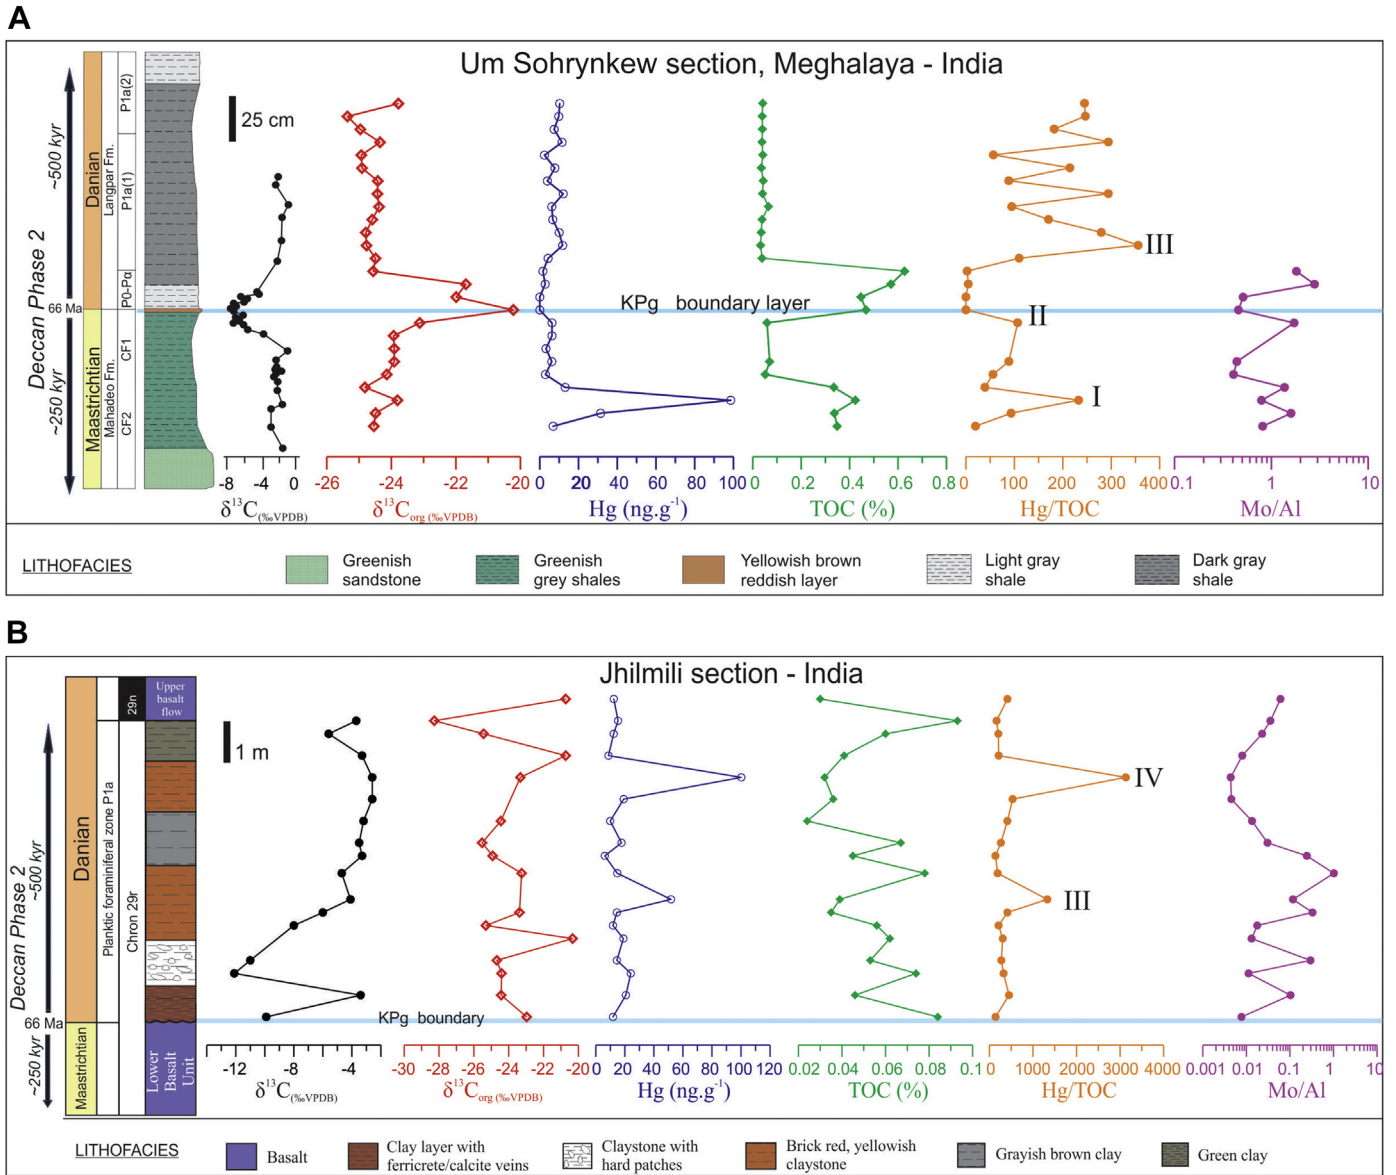 A
Um Sohrynkew section, Meghalaya - India
Deccan Phase 2
~500 kyr
~250 kyr
66 Ma
Danian
Maastrichtian
Langpar Fm.
Mahadeo Fm.
P1a(2)
P1a(1)
P0-Pα
CF1
CF2
25 cm
KPg boundary layer
I
II
III
-8 -4 0
δ13C(‰VPDB)
-26 -24 -22 -20
δ13Corg (‰VPDB)
0 20 40 60 80 100
Hg (ng.g-1)
0 0.2 0.4 0.6 0.8
TOC (%)
0 100 200 300 400
Hg/TOC
0.1 1 10
Mo/Al
LITHOFACIES
Greenish
sandstone
Greenish
grey shales
Yellowish brown
reddish layer
Light gray
shale
Dark gray
shale
B
Jhilmili section - India
Deccan Phase 2
~500 kyr
~250 kyr
66 Ma
Danian
Maastrichtian
Planktic foraminiferal zone P1a
29n
Chron 29r
Upper
basalt
flow
Lower
Basalt
Unit
1 m
KPg boundary
IV
III
-12 -8 -4
δ13C(‰VPDB)
-30 -28 -26 -24 -22 -20
δ13Corg (‰VPDB)
0 20 40 60 80 100 120
Hg (ng.g-1)
0.02 0.04 0.06 0.08 0.1
TOC (%)
0 1000 2000 3000 4000
Hg/TOC
0.001 0.01 0.1 1 10
Mo/Al
LITHOFACIES
Basalt
Clay layer with
ferricrete/calcite veins
Claystone with
hard patches
Brick red, yellowish
claystone
Grayish brown clay
Green clay